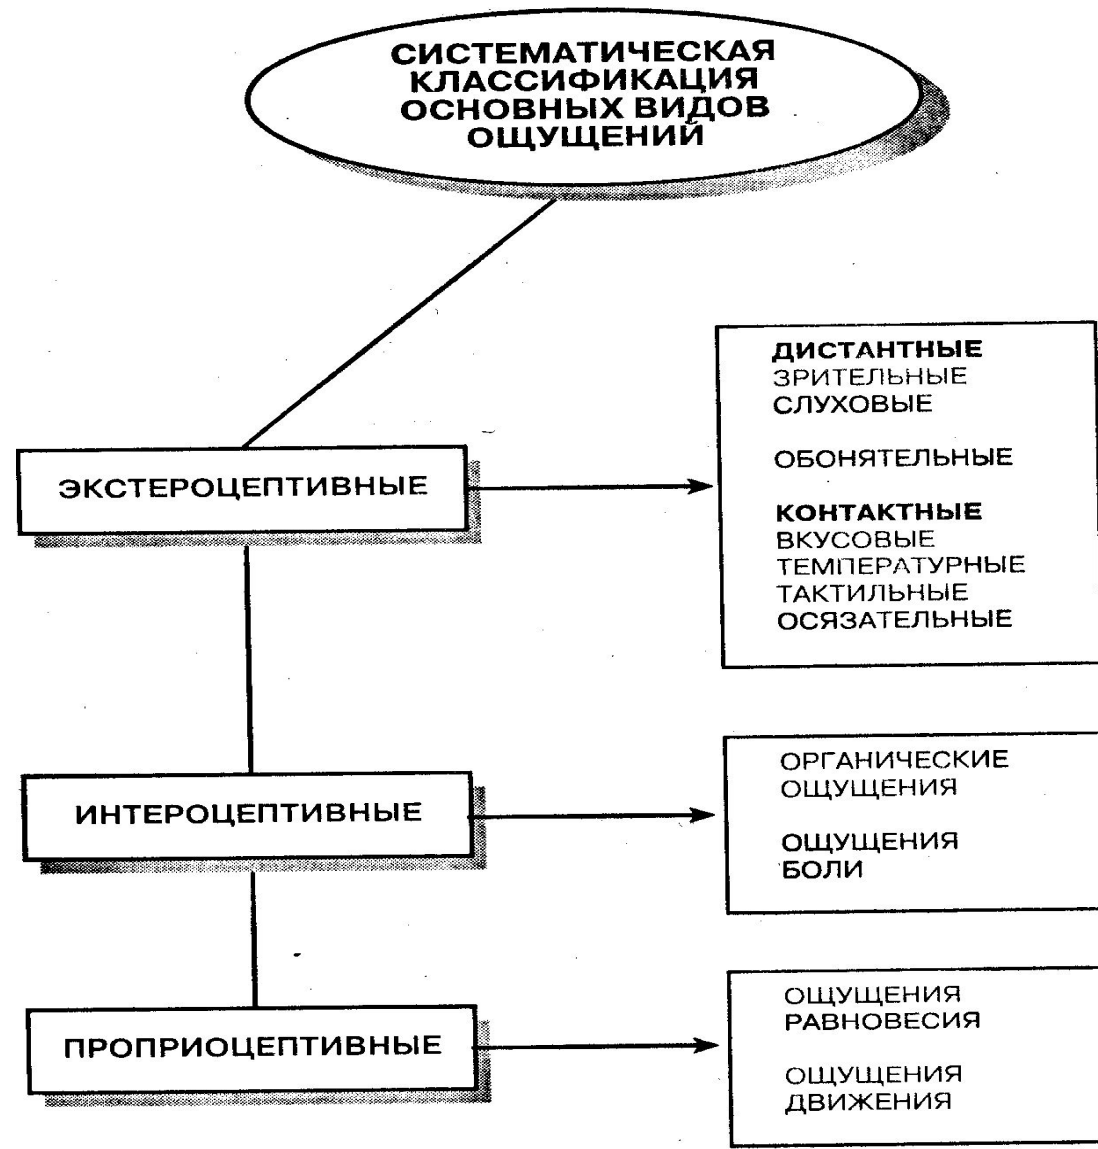 СИСТЕМАТИЧЕСКАЯ
КЛАССИФИКАЦИЯ
ОСНОВНЫХ ВИДОВ
ОЩУЩЕНИЙ
ЭКСТЕРОЦЕПТИВНЫЕ
ДИСТАНТНЫЕ
ЗРИТЕЛЬНЫЕ
СЛУХОВЫЕ
ОБОНЯТЕЛЬНЫЕ
КОНТАКТНЫЕ
ВКУСОВЫЕ
ТЕМПЕРАТУРНЫЕ
ТАКТИЛЬНЫЕ
ОСЯЗАТЕЛЬНЫЕ
ИНТЕРОЦЕПТИВНЫЕ
ОРГАНИЧЕСКИЕ
ОЩУЩЕНИЯ
ОЩУЩЕНИЯ
БОЛИ
ПРОПРИОЦЕПТИВНЫЕ
ОЩУЩЕНИЯ
РАВНОВЕСИЯ
ОЩУЩЕНИЯ
ДВИЖЕНИЯ